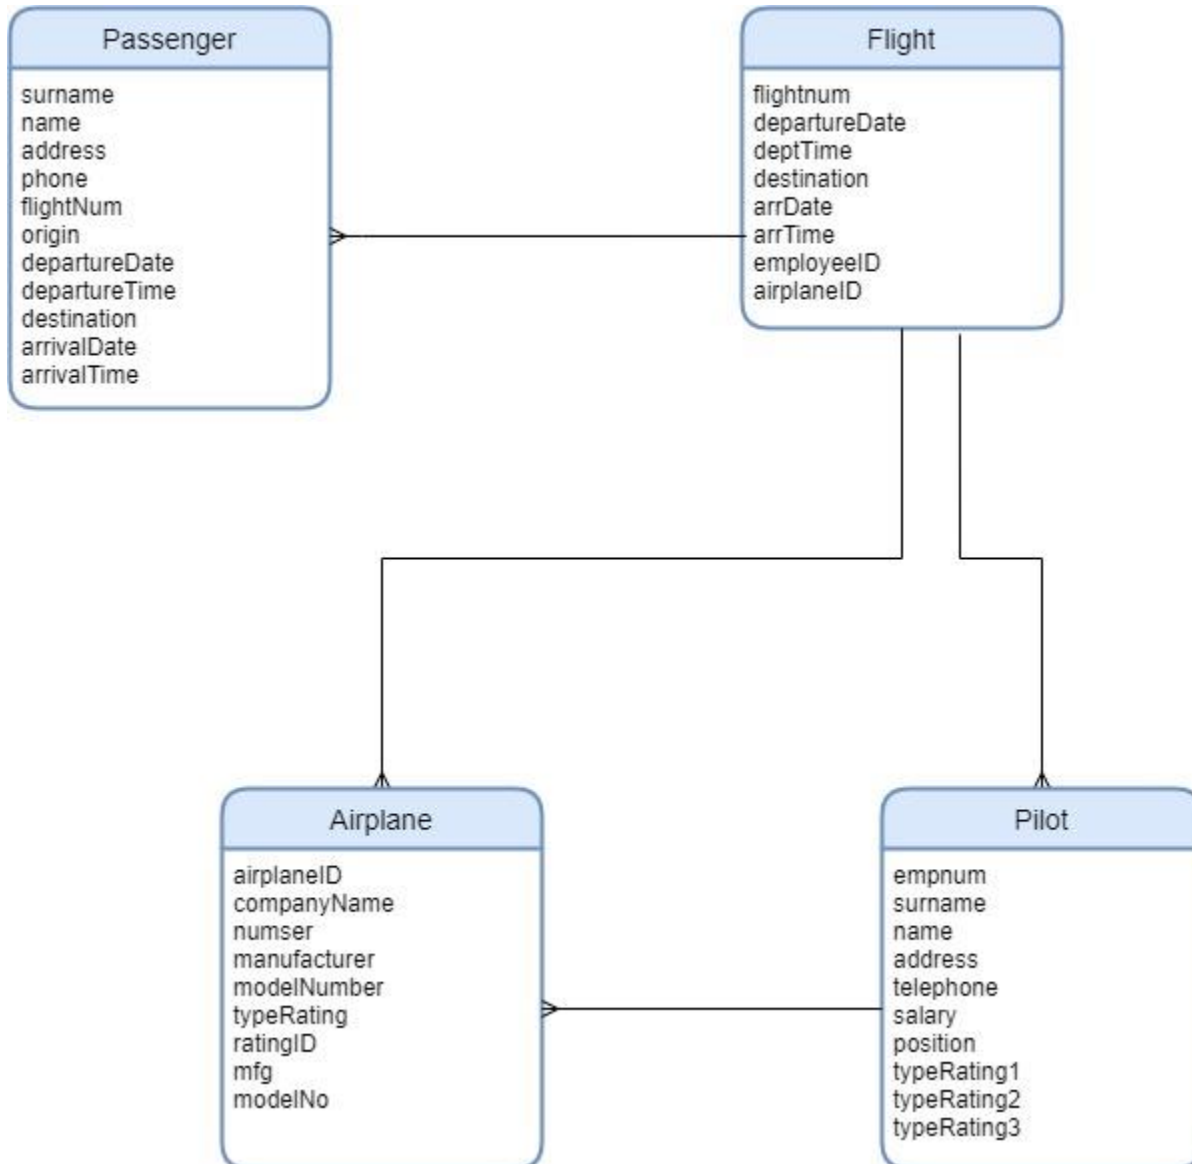 Passenger
surname
name
address
phone
flightNum
origin
departureDate
departureTime
destination
arrivalDate
arrivalTime
Flight
flightnum
departureDate
deptTime
destination
arrDate
arrTime
employeeID
airplaneID
Airplane
airplaneID
companyName
numser
manufacturer
modelNumber
typeRating
ratingID
mfg
modelNo
Pilot
empnum
surname
name
address
telephone
salary
position
typeRating1
typeRating2
typeRating3